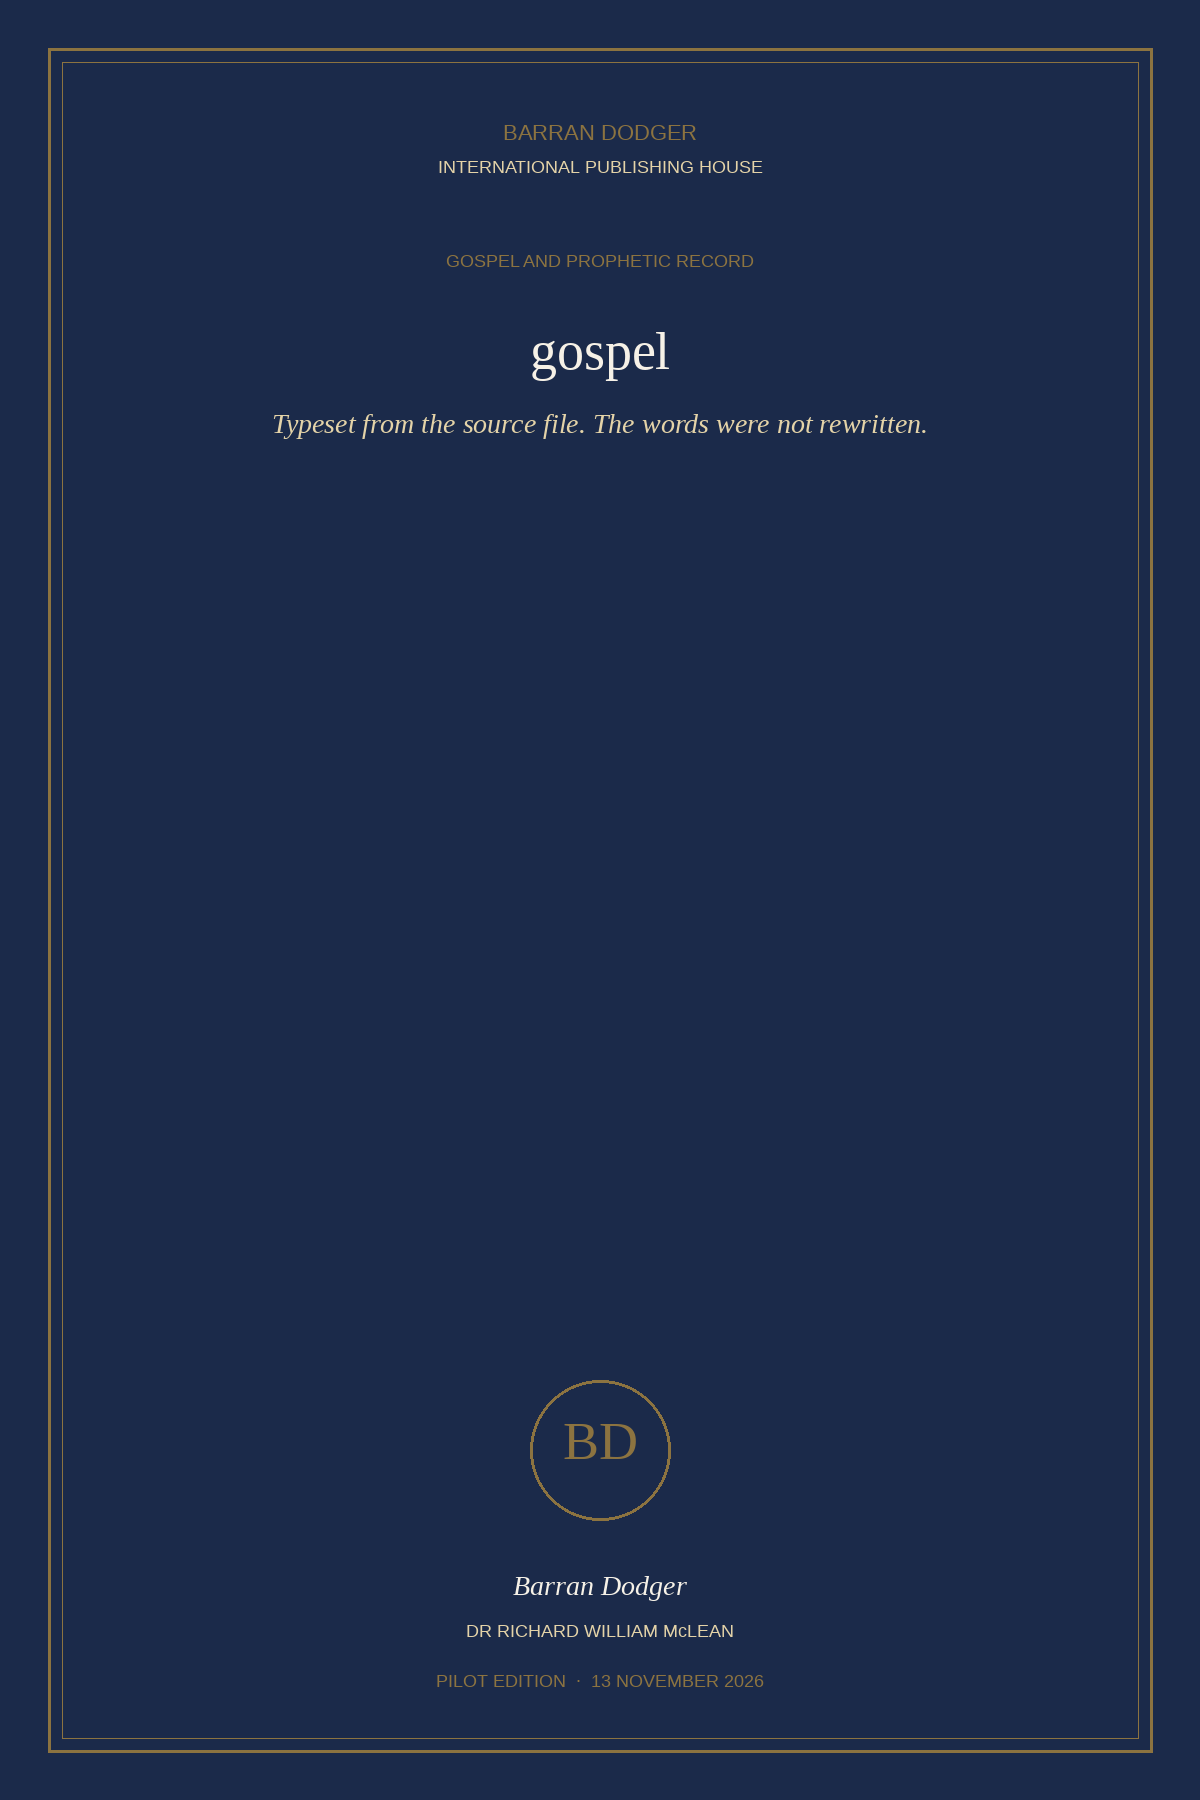 BARRAN DODGER
INTERNATIONAL PUBLISHING HOUSE
GOSPEL AND PROPHETIC RECORD
gospel
Typeset from the source file. The words were not rewritten.
BD
Barran Dodger
DR RICHARD WILLIAM McLEAN
PILOT EDITION · 13 NOVEMBER 2026